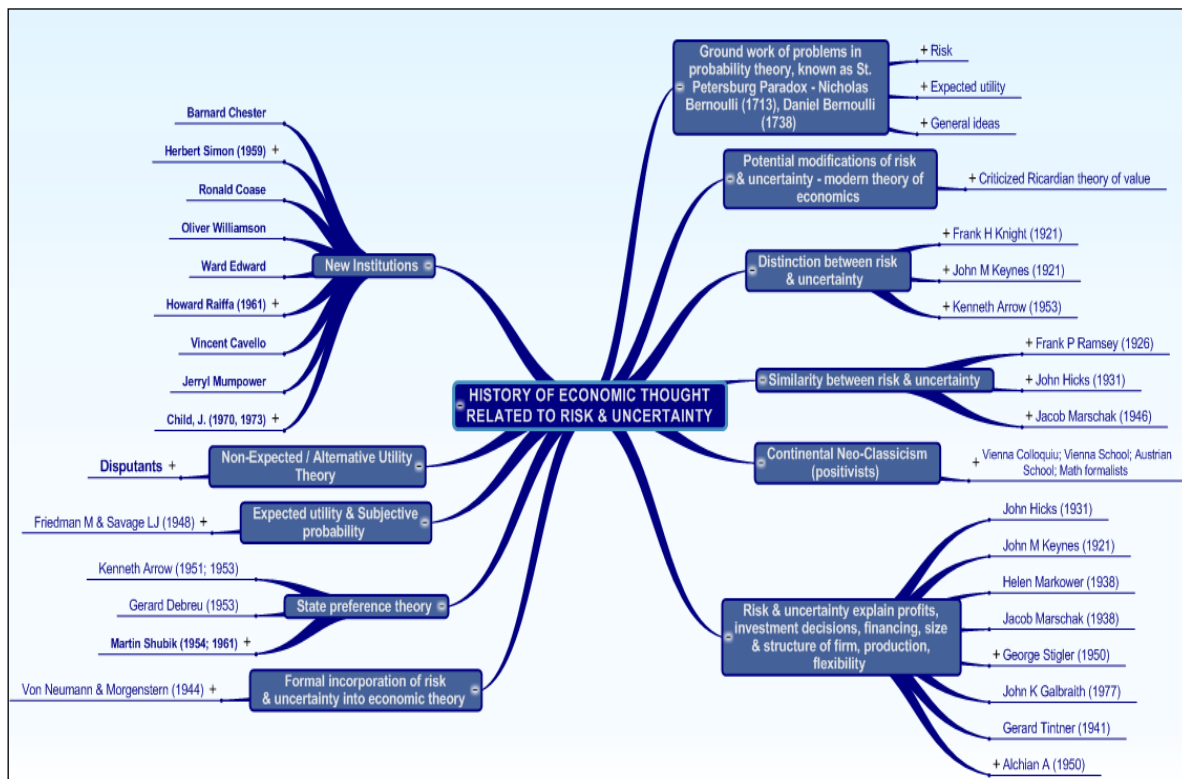 HISTORY OF ECONOMIC THOUGHT
RELATED TO RISK & UNCERTAINTY
Ground work of problems in
probability theory, known as St.
Petersburg Paradox - Nicholas
Bernoulli (1713), Daniel Bernoulli
(1738)
+ Risk
+ Expected utility
+ General ideas
Potential modifications of risk
& uncertainty - modern theory of
economics
+ Criticized Ricardian theory of value
Distinction between risk
& uncertainty
+ Frank H Knight (1921)
+ John M Keynes (1921)
+ Kenneth Arrow (1953)
Similarity between risk & uncertainty
+ Frank P Ramsey (1926)
+ John Hicks (1931)
+ Jacob Marschak (1946)
Continental Neo-Classicism
(positivists)
+ Vienna Colloquiu; Vienna School; Austrian
School; Math formalists
Risk & uncertainty explain profits,
investment decisions, financing, size
& structure of firm, production,
flexibility
John Hicks (1931)
John M Keynes (1921)
Helen Markower (1938)
Jacob Marschak (1938)
+ George Stigler (1950)
John K Galbraith (1977)
Gerard Tintner (1941)
+ Alchian A (1950)
New Institutions
Barnard Chester
Herbert Simon (1959) +
Ronald Coase
Oliver Williamson
Ward Edward
Howard Raiffa (1961) +
Vincent Cavello
Jerryl Mumpower
Child, J. (1970, 1973) +
Non-Expected / Alternative Utility
Theory
Disputants +
Expected utility & Subjective
probability
Friedman M & Savage LJ (1948) +
State preference theory
Kenneth Arrow (1951; 1953)
Gerard Debreu (1953)
Martin Shubik (1954; 1961) +
Formal incorporation of risk
& uncertainty into economic theory
Von Neumann & Morgenstern (1944) +